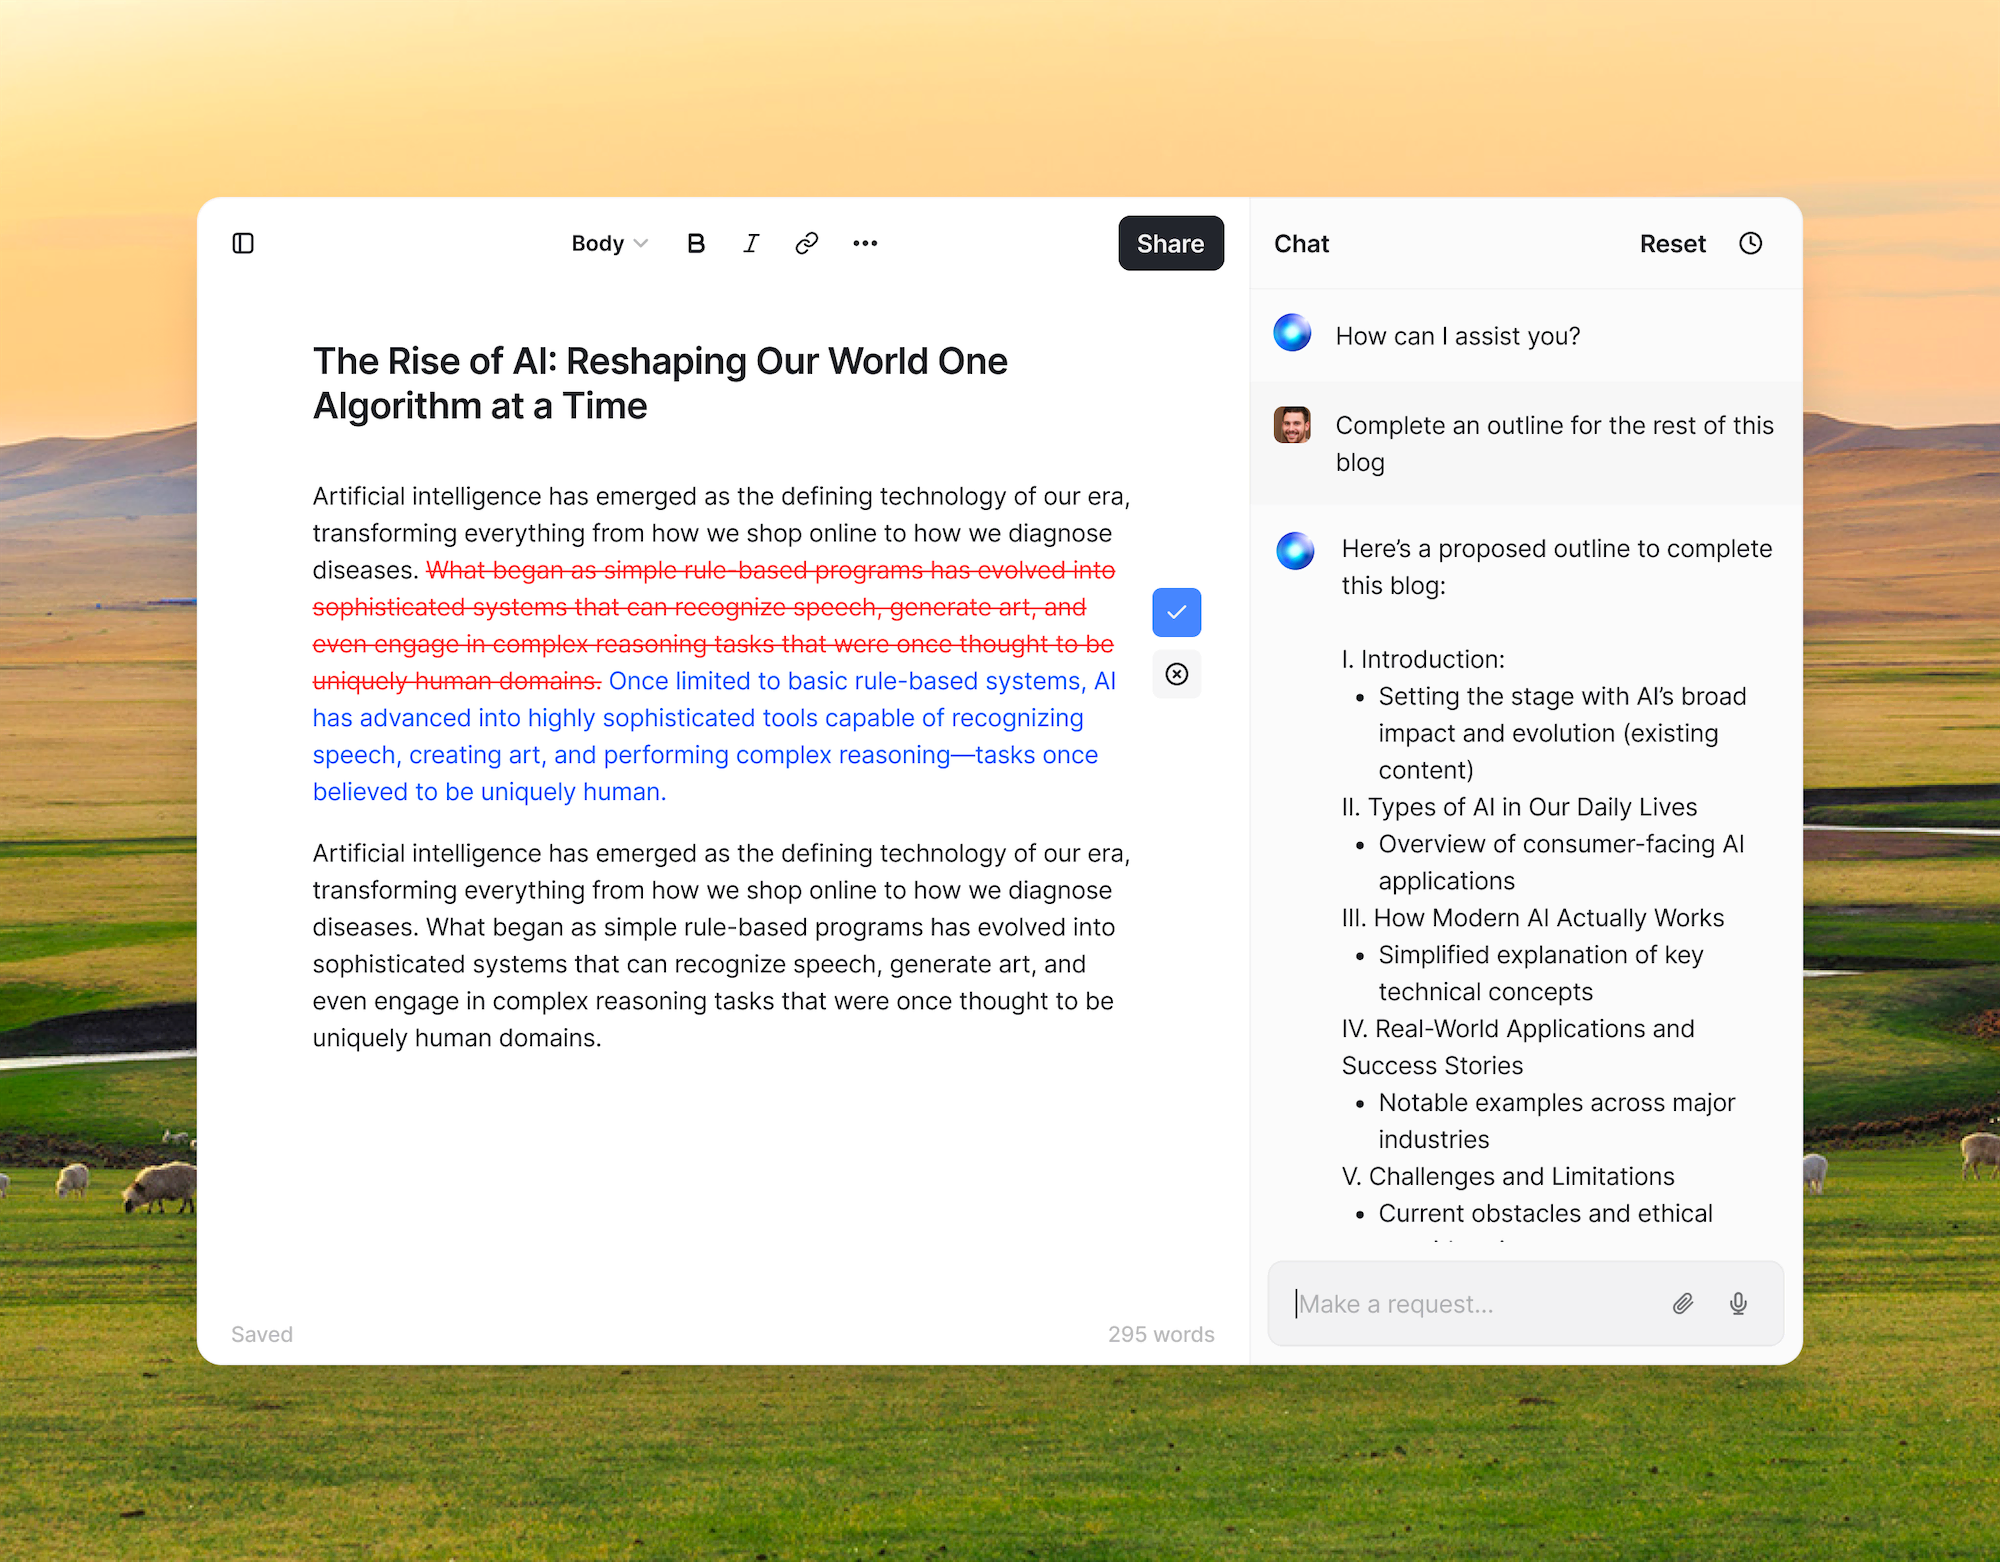 Body
B
I
Share
The Rise of AI: Reshaping Our World One
Algorithm at a Time
Artificial intelligence has emerged as the defining technology of our era,
transforming everything from how we shop online to how we diagnose
diseases. What began as simple rule-based programs has evolved into
sophisticated systems that can recognize speech, generate art, and
even engage in complex reasoning tasks that were once thought to be
uniquely human domains. Once limited to basic rule-based systems, AI
has advanced into highly sophisticated tools capable of recognizing
speech, creating art, and performing complex reasoning—tasks once
believed to be uniquely human.
Artificial intelligence has emerged as the defining technology of our era,
transforming everything from how we shop online to how we diagnose
diseases. What began as simple rule-based programs has evolved into
sophisticated systems that can recognize speech, generate art, and
even engage in complex reasoning tasks that were once thought to be
uniquely human domains.
Saved
295 words
Chat
Reset
How can I assist you?
Complete an outline for the rest of this
blog
Here’s a proposed outline to complete
this blog:
I. Introduction:
• Setting the stage with AI’s broad
impact and evolution (existing
content)
II. Types of AI in Our Daily Lives
• Overview of consumer-facing AI
applications
III. How Modern AI Actually Works
• Simplified explanation of key
technical concepts
IV. Real-World Applications and
Success Stories
• Notable examples across major
industries
V. Challenges and Limitations
• Current obstacles and ethical
Make a request...